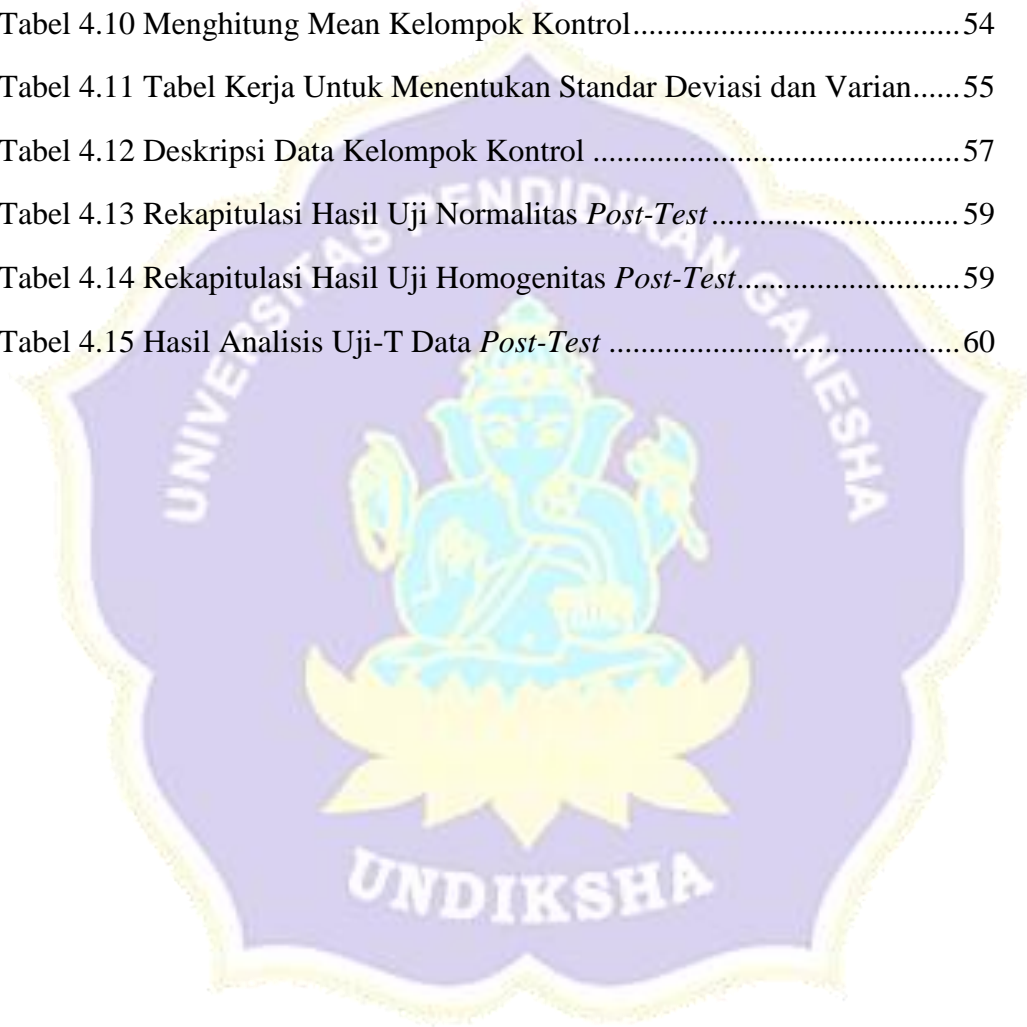 Tabel 4.10 Menghitung Mean Kelompok Kontrol........................................54
Tabel 4.11 Tabel Kerja Untuk Menentukan Standar Deviasi dan Varian......55
Tabel 4.12 Deskripsi Data Kelompok Kontrol .............................................57
Tabel 4.13 Rekapitulasi Hasil Uji Normalitas Post-Test..............................59
Tabel 4.14 Rekapitulasi Hasil Uji Homogenitas Post-Test...........................59
Tabel 4.15 Hasil Analisis Uji-T Data Post-Test ...........................................60
UNIVERSITAS PENDIDIKAN GANESHA
UNDIKSHA